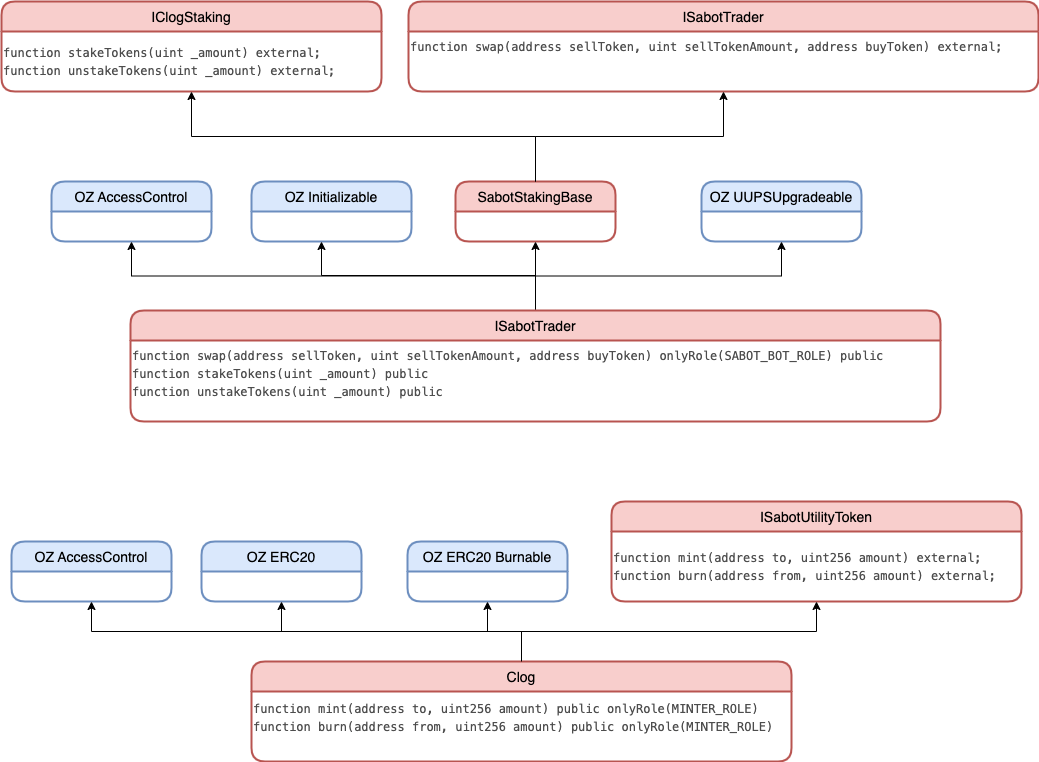 IClogStaking
function stakeTokens(uint _amount) external;
function unstakeTokens(uint _amount) external;
ISabotTrader
function swap(address sellToken, uint sellTokenAmount, address buyToken) external;
OZ AccessControl
OZ Initializable
SabotStakingBase
OZ UUPSUpgradeable
ISabotTrader
function swap(address sellToken, uint sellTokenAmount, address buyToken) onlyRole(SABOT_BOT_ROLE) public
function stakeTokens(uint _amount) public
function unstakeTokens(uint _amount) public
OZ AccessControl
OZ ERC20
OZ ERC20 Burnable
ISabotUtilityToken
function mint(address to, uint256 amount) external;
function burn(address from, uint256 amount) external;
Clog
function mint(address to, uint256 amount) public onlyRole(MINTER_ROLE)
function burn(address from, uint256 amount) public onlyRole(MINTER_ROLE)